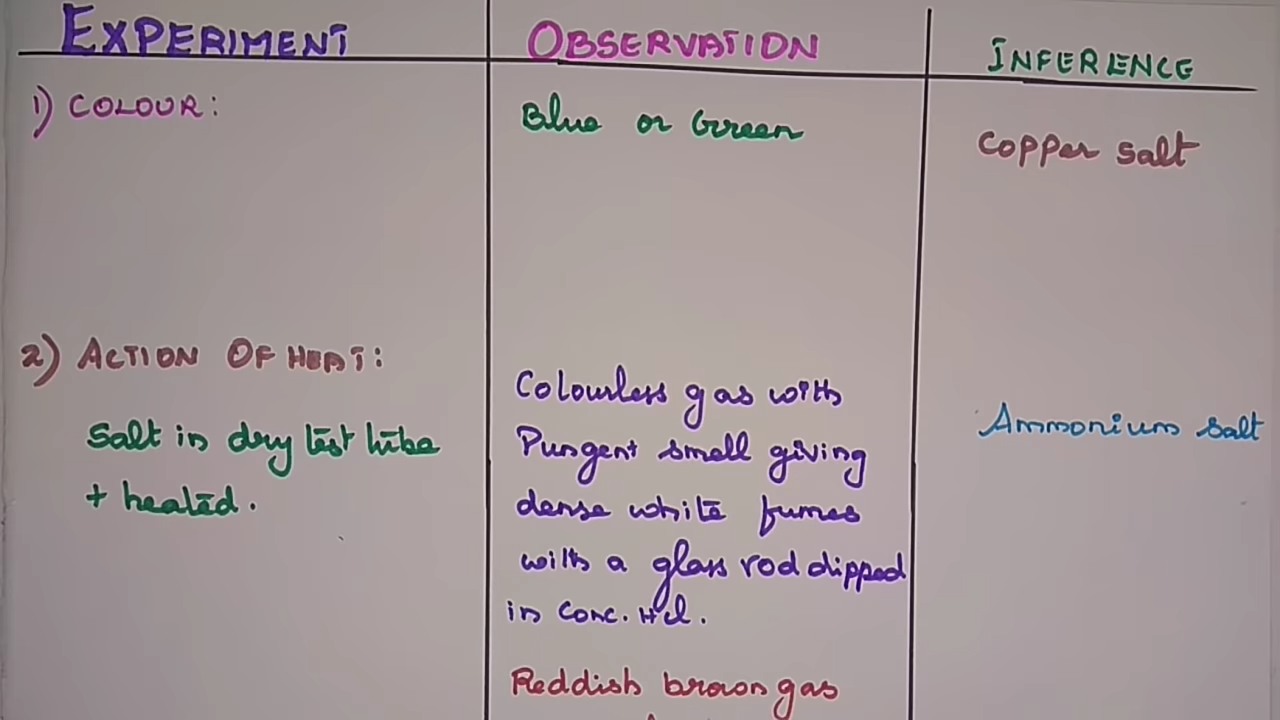 EXPERIMENT
OBSERVATION
INFERENCE
1) COLOUR:
Blue or Green
Copper salt
2) ACTION OF HEAT:
Salt in dry test tube
+ heated.
Colourless gas with
Pungent smell giving
dense white fumes
with a glass rod dipped
in conc. Hcl.
Ammonium salt
Reddish brown gas